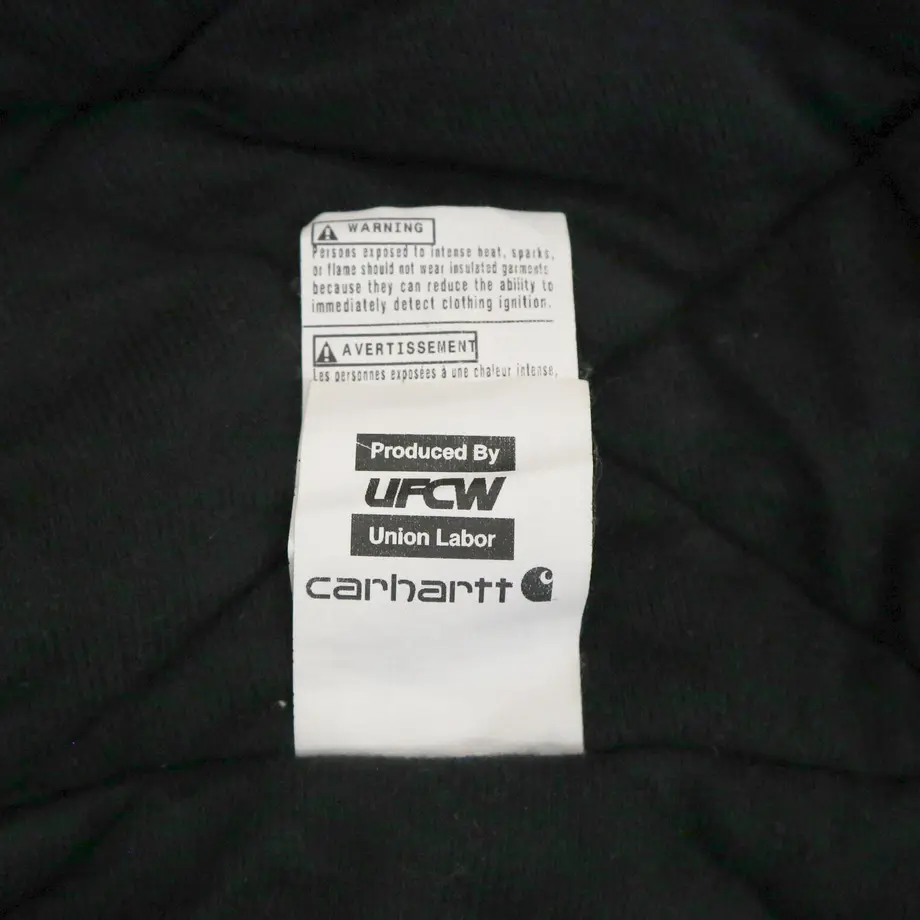 WARNING
Persons exposed to intense heat, sparks,
or flame should not wear insulated garments
because they can reduce the ability to
immediately detect clothing ignition.
AVERTISSEMENT
Les personnes exposées à une chaleur intense,
Produced By
UFCW
Union Labor
carhartt